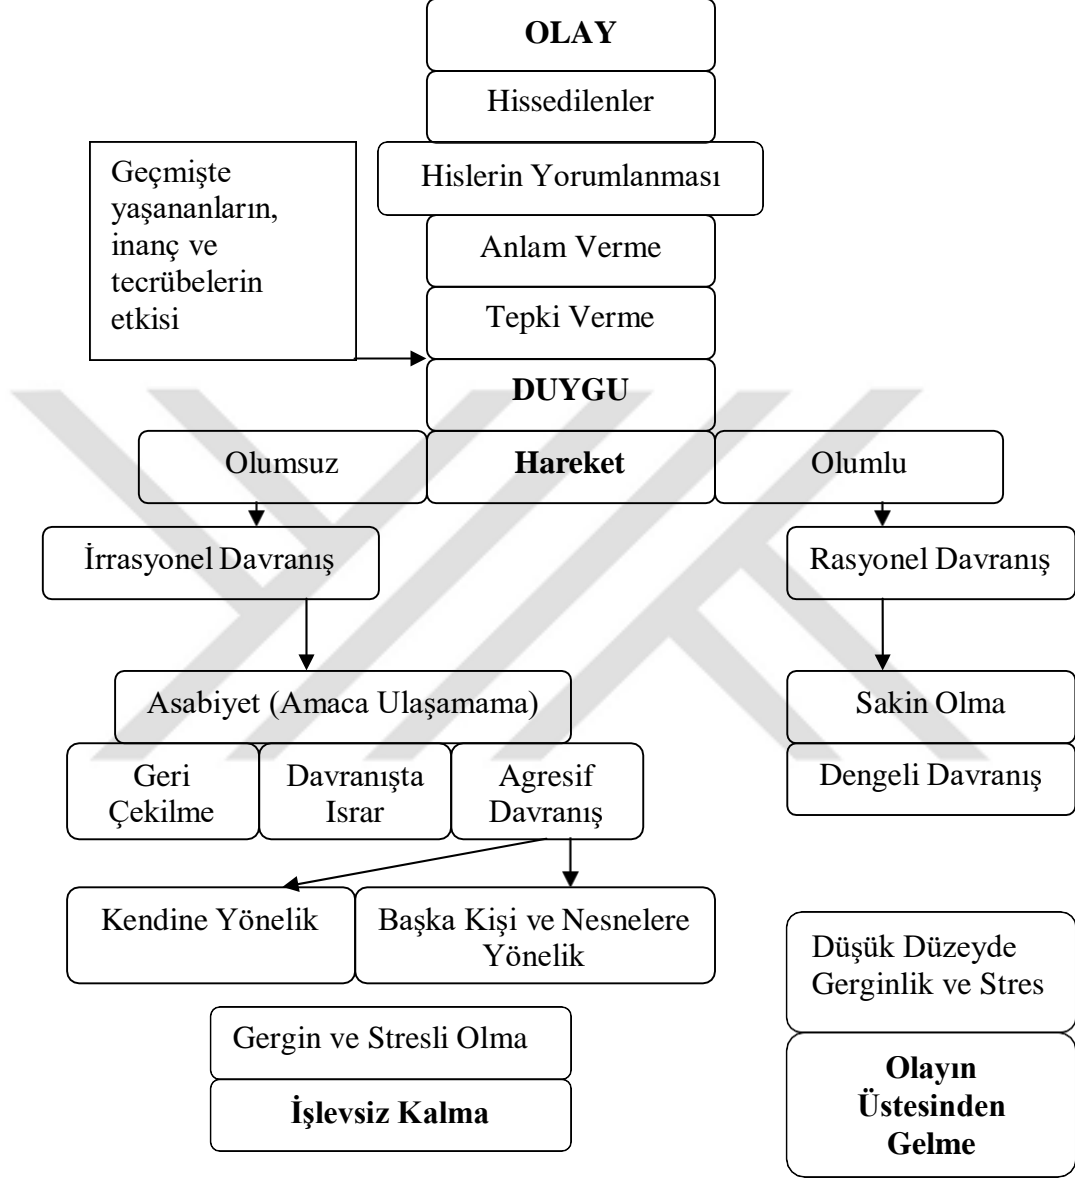 OLAY
Hissedilenler
Geçmişte
yaşananların,
inanç ve
tecrübelerin
etkisi
Hislerin Yorumlanması
Anlam Verme
Tepki Verme
DUYGU
Olumsuz
Hareket
Olumlu
İrrasyonel Davranış
Rasyonel Davranış
Asabiyet (Amaca Ulaşamama)
Sakin Olma
Geri
Çekilme
Davranışta
Israr
Agresif
Davranış
Dengeli Davranış
Kendine Yönelik
Başka Kişi ve Nesnelere
Yönelik
Düşük Düzeyde
Gerginlik ve Stres
Gergin ve Stresli Olma
İşlevsiz Kalma
Olayın
Üstesinden
Gelme